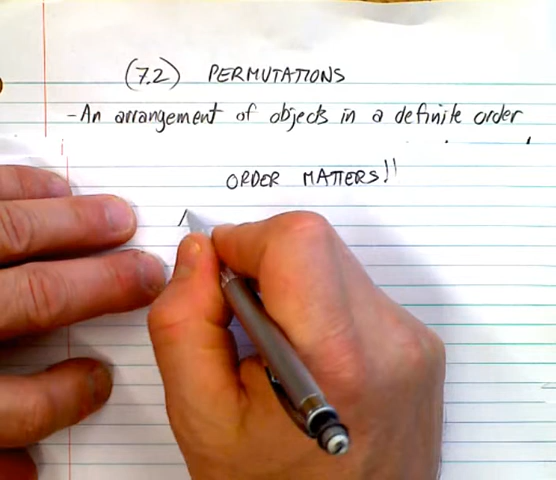 (7.2) PERMUTATIONS
- An arrangement of objects in a definite order
ORDER MATTERS!!